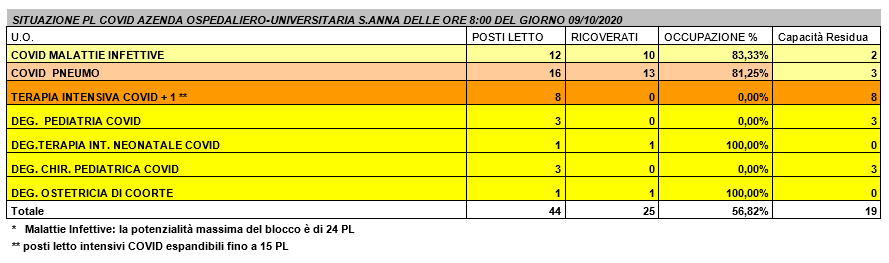 SITUAZIONE PL COVID AZENDA OSPEDALIERO-UNIVERSITARIA S.ANNA DELLE ORE 8:00 DEL GIORNO 09/10/2020
U.O. POSTI LETTO RICOVERATI OCCUPAZIONE % Capacità Residua
COVID MALATTIE INFETTIVE 12 10 83,33% 2
COVID PNEUMO 16 13 81,25% 3
TERAPIA INTENSIVA COVID + 1 ** 8 0 0,00% 8
DEG. PEDIATRIA COVID 3 0 0,00% 3
DEG.TERAPIA INT. NEONATALE COVID 1 1 100,00% 0
DEG. CHIR. PEDIATRICA COVID 3 0 0,00% 3
DEG. OSTETRICIA DI COORTE 1 1 100,00% 0
Totale 44 25 56,82% 19
* Malattie Infettive: la potenzialità massima del blocco è di 24 PL
** posti letto intensivi COVID espandibili fino a 15 PL